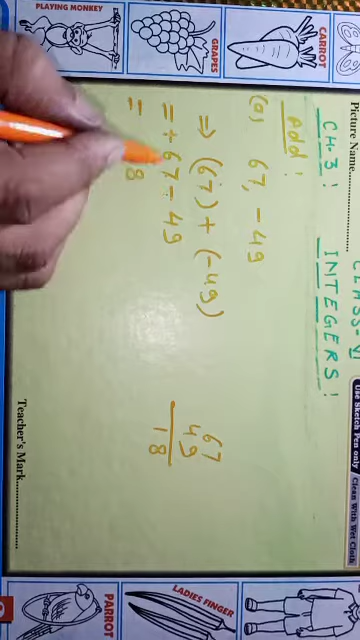 PLAYING MONKEY
GRAPES
CARROT
Picture Name
CLASS-VI
Use Sketch Pen only
Clean With Wet Cloth
CH-3: INTEGERS!
Add:
(a) 67, -49
=> (67) + (-49)
= + 67 - 49
= 8
67
49
18
Teacher's Mark
PARROT
LADIES FINGER